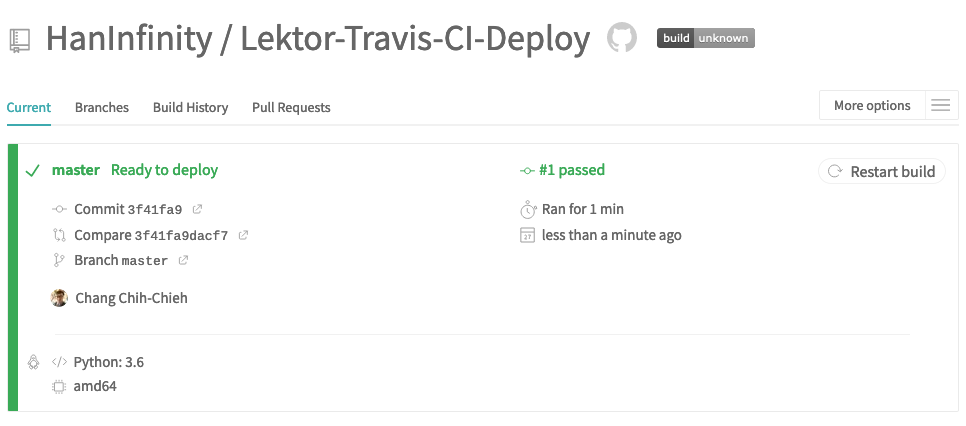 HanInfinity / Lektor-Travis-CI-Deploy build unknown
Current Branches Build History Pull Requests More options
master Ready to deploy #1 passed Restart build
Commit 3f41fa9 Ran for 1 min
Compare 3f41fa9dacf7 27 less than a minute ago
Branch master
Chang Chih-Chieh
</> Python: 3.6
amd64